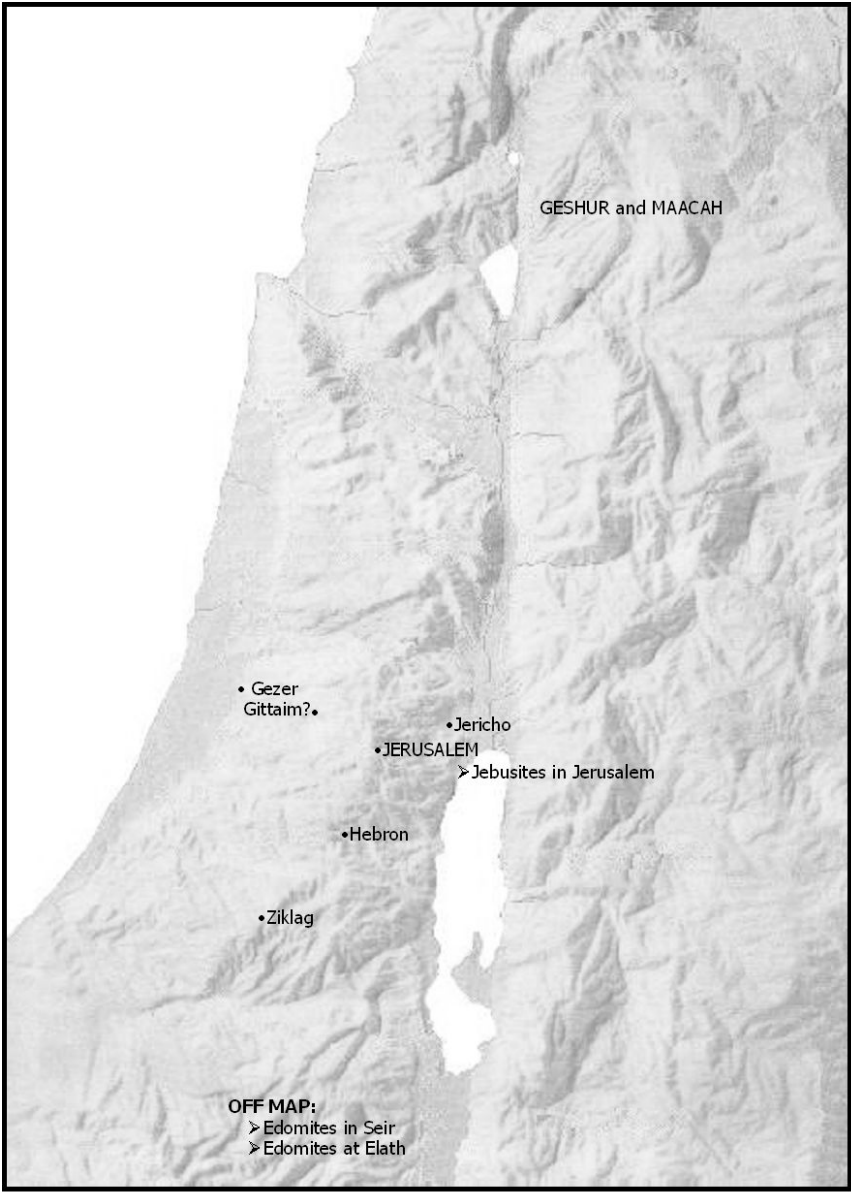 GESHUR and MAACAH
Gezer
Gittaim?
Jericho
JERUSALEM
➢Jebusites in Jerusalem
Hebron
Ziklag
OFF MAP:
➢Edomites in Seir
➢Edomites at Elath